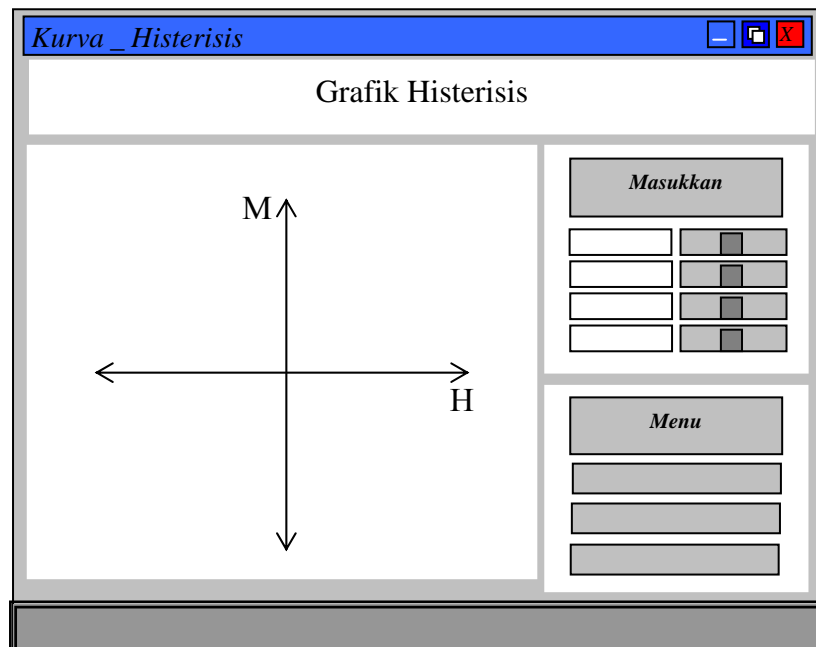 Kurva _ Histerisis
X
Grafik Histerisis
M
H
Masukkan
Menu